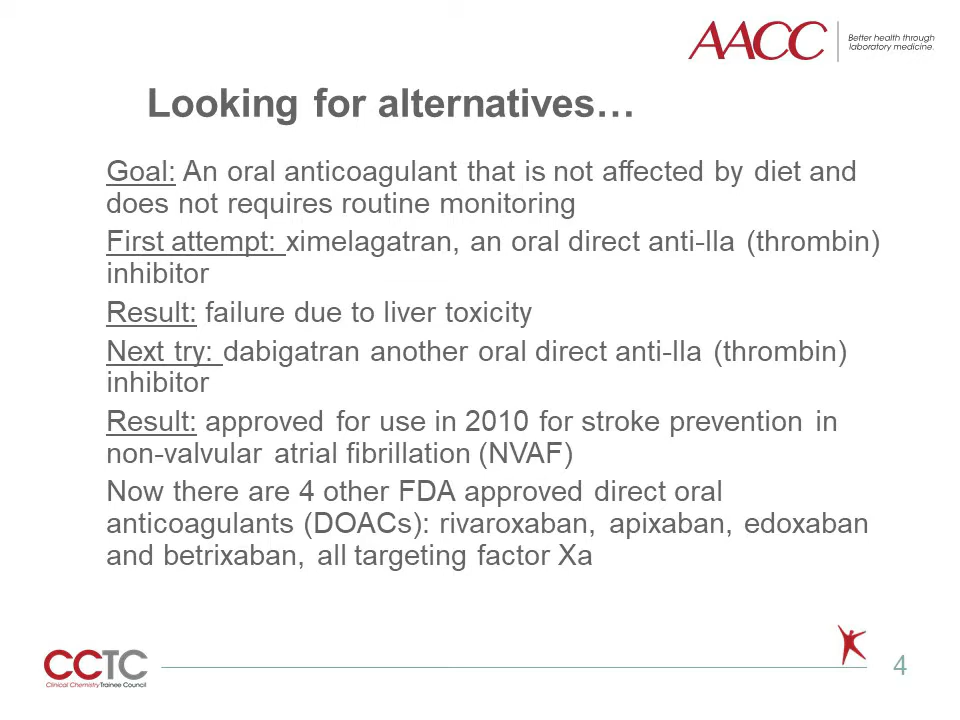 AACC
Better health through
laboratory medicine.
Looking for alternatives…
Goal: An oral anticoagulant that is not affected by diet and
does not requires routine monitoring
First attempt: ximelagatran, an oral direct anti-IIa (thrombin)
inhibitor
Result: failure due to liver toxicity
Next try: dabigatran another oral direct anti-IIa (thrombin)
inhibitor
Result: approved for use in 2010 for stroke prevention in
non-valvular atrial fibrillation (NVAF)
Now there are 4 other FDA approved direct oral
anticoagulants (DOACs): rivaroxaban, apixaban, edoxaban
and betrixaban, all targeting factor Xa
CCTC
Clinical Chemistry Trainee Council
4